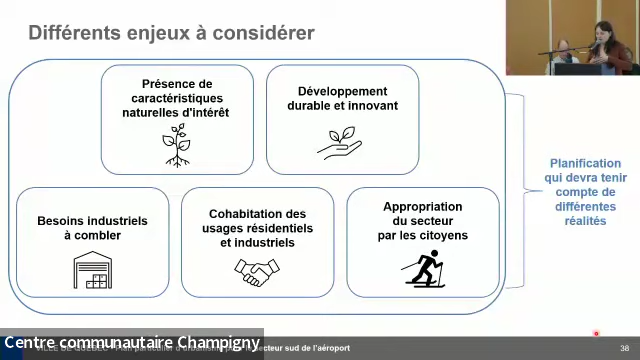 Différents enjeux à considérer
Présence de
caractéristiques
naturelles d'intérêt
Développement
durable et innovant
Besoins industriels
à combler
Cohabitation des
usages résidentiels
et industriels
Appropriation
du secteur
par les citoyens
Planification
qui devra tenir
compte de
différentes
réalités
Centre communautaire Champigny
secteur sud de l'aéroport
38